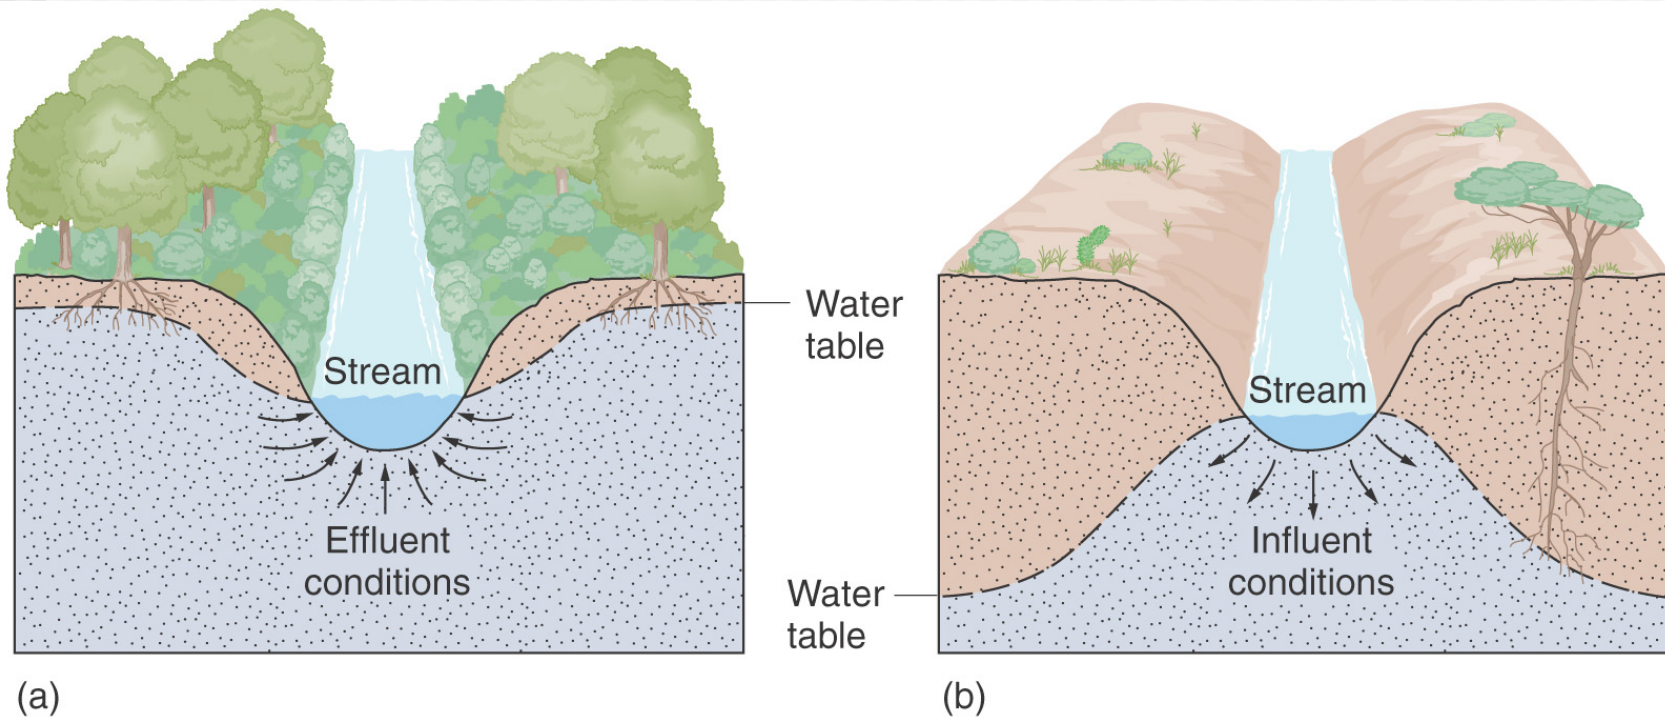 Stream
Effluent
conditions
Water
table
(a)
Stream
Influent
conditions
Water
table
(b)